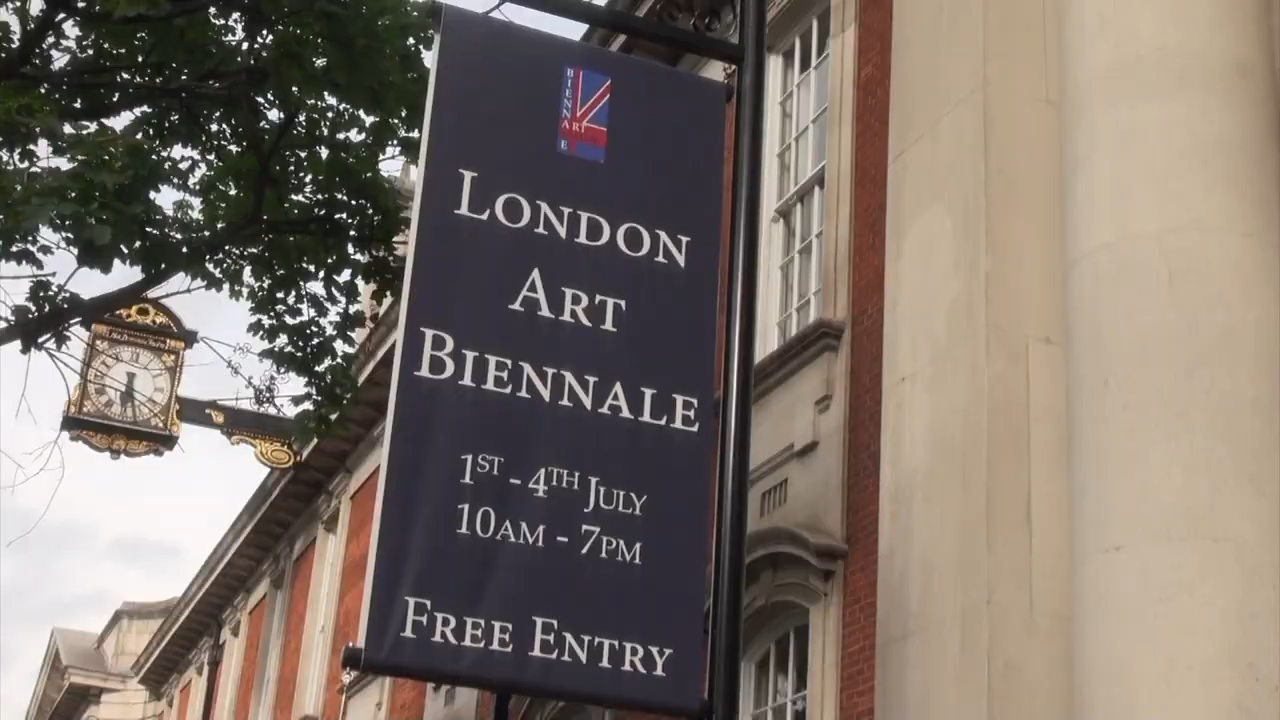 BIENNALE
ART
LONDON
ART
BIENNALE
1ST - 4TH JULY
10AM - 7PM
FREE ENTRY